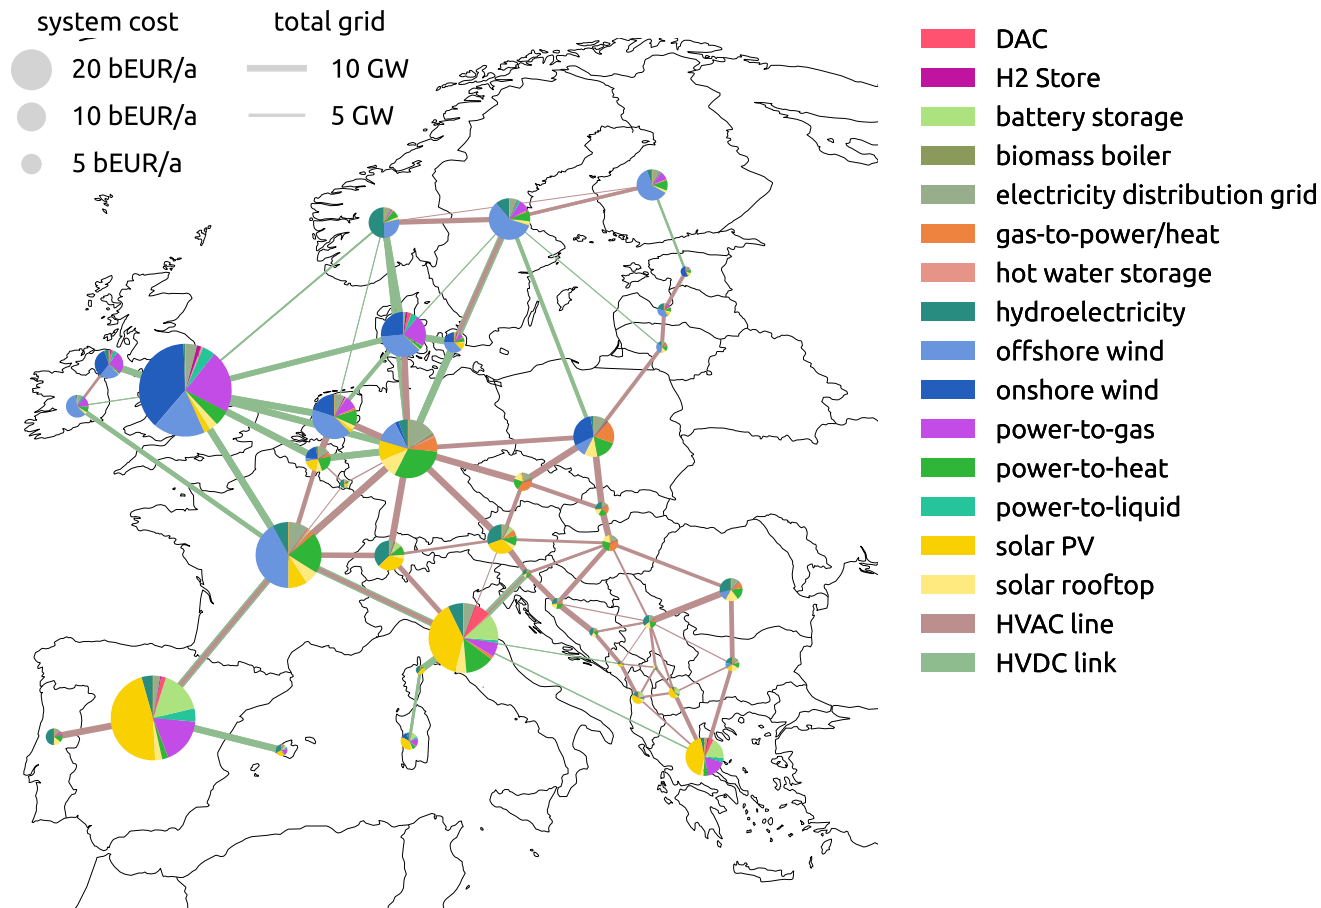 system cost
20 bEUR/a
10 bEUR/a
5 bEUR/a
total grid
10 GW
5 GW
DAC
H2 Store
battery storage
biomass boiler
electricity distribution grid
gas-to-power/heat
hot water storage
hydroelectricity
offshore wind
onshore wind
power-to-gas
power-to-heat
power-to-liquid
solar PV
solar rooftop
HVAC line
HVDC link